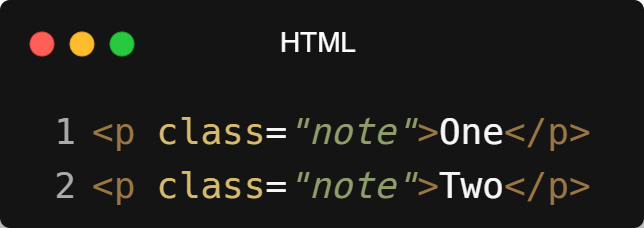 HTML
1 <p class="note">One</p>
2 <p class="note">Two</p>